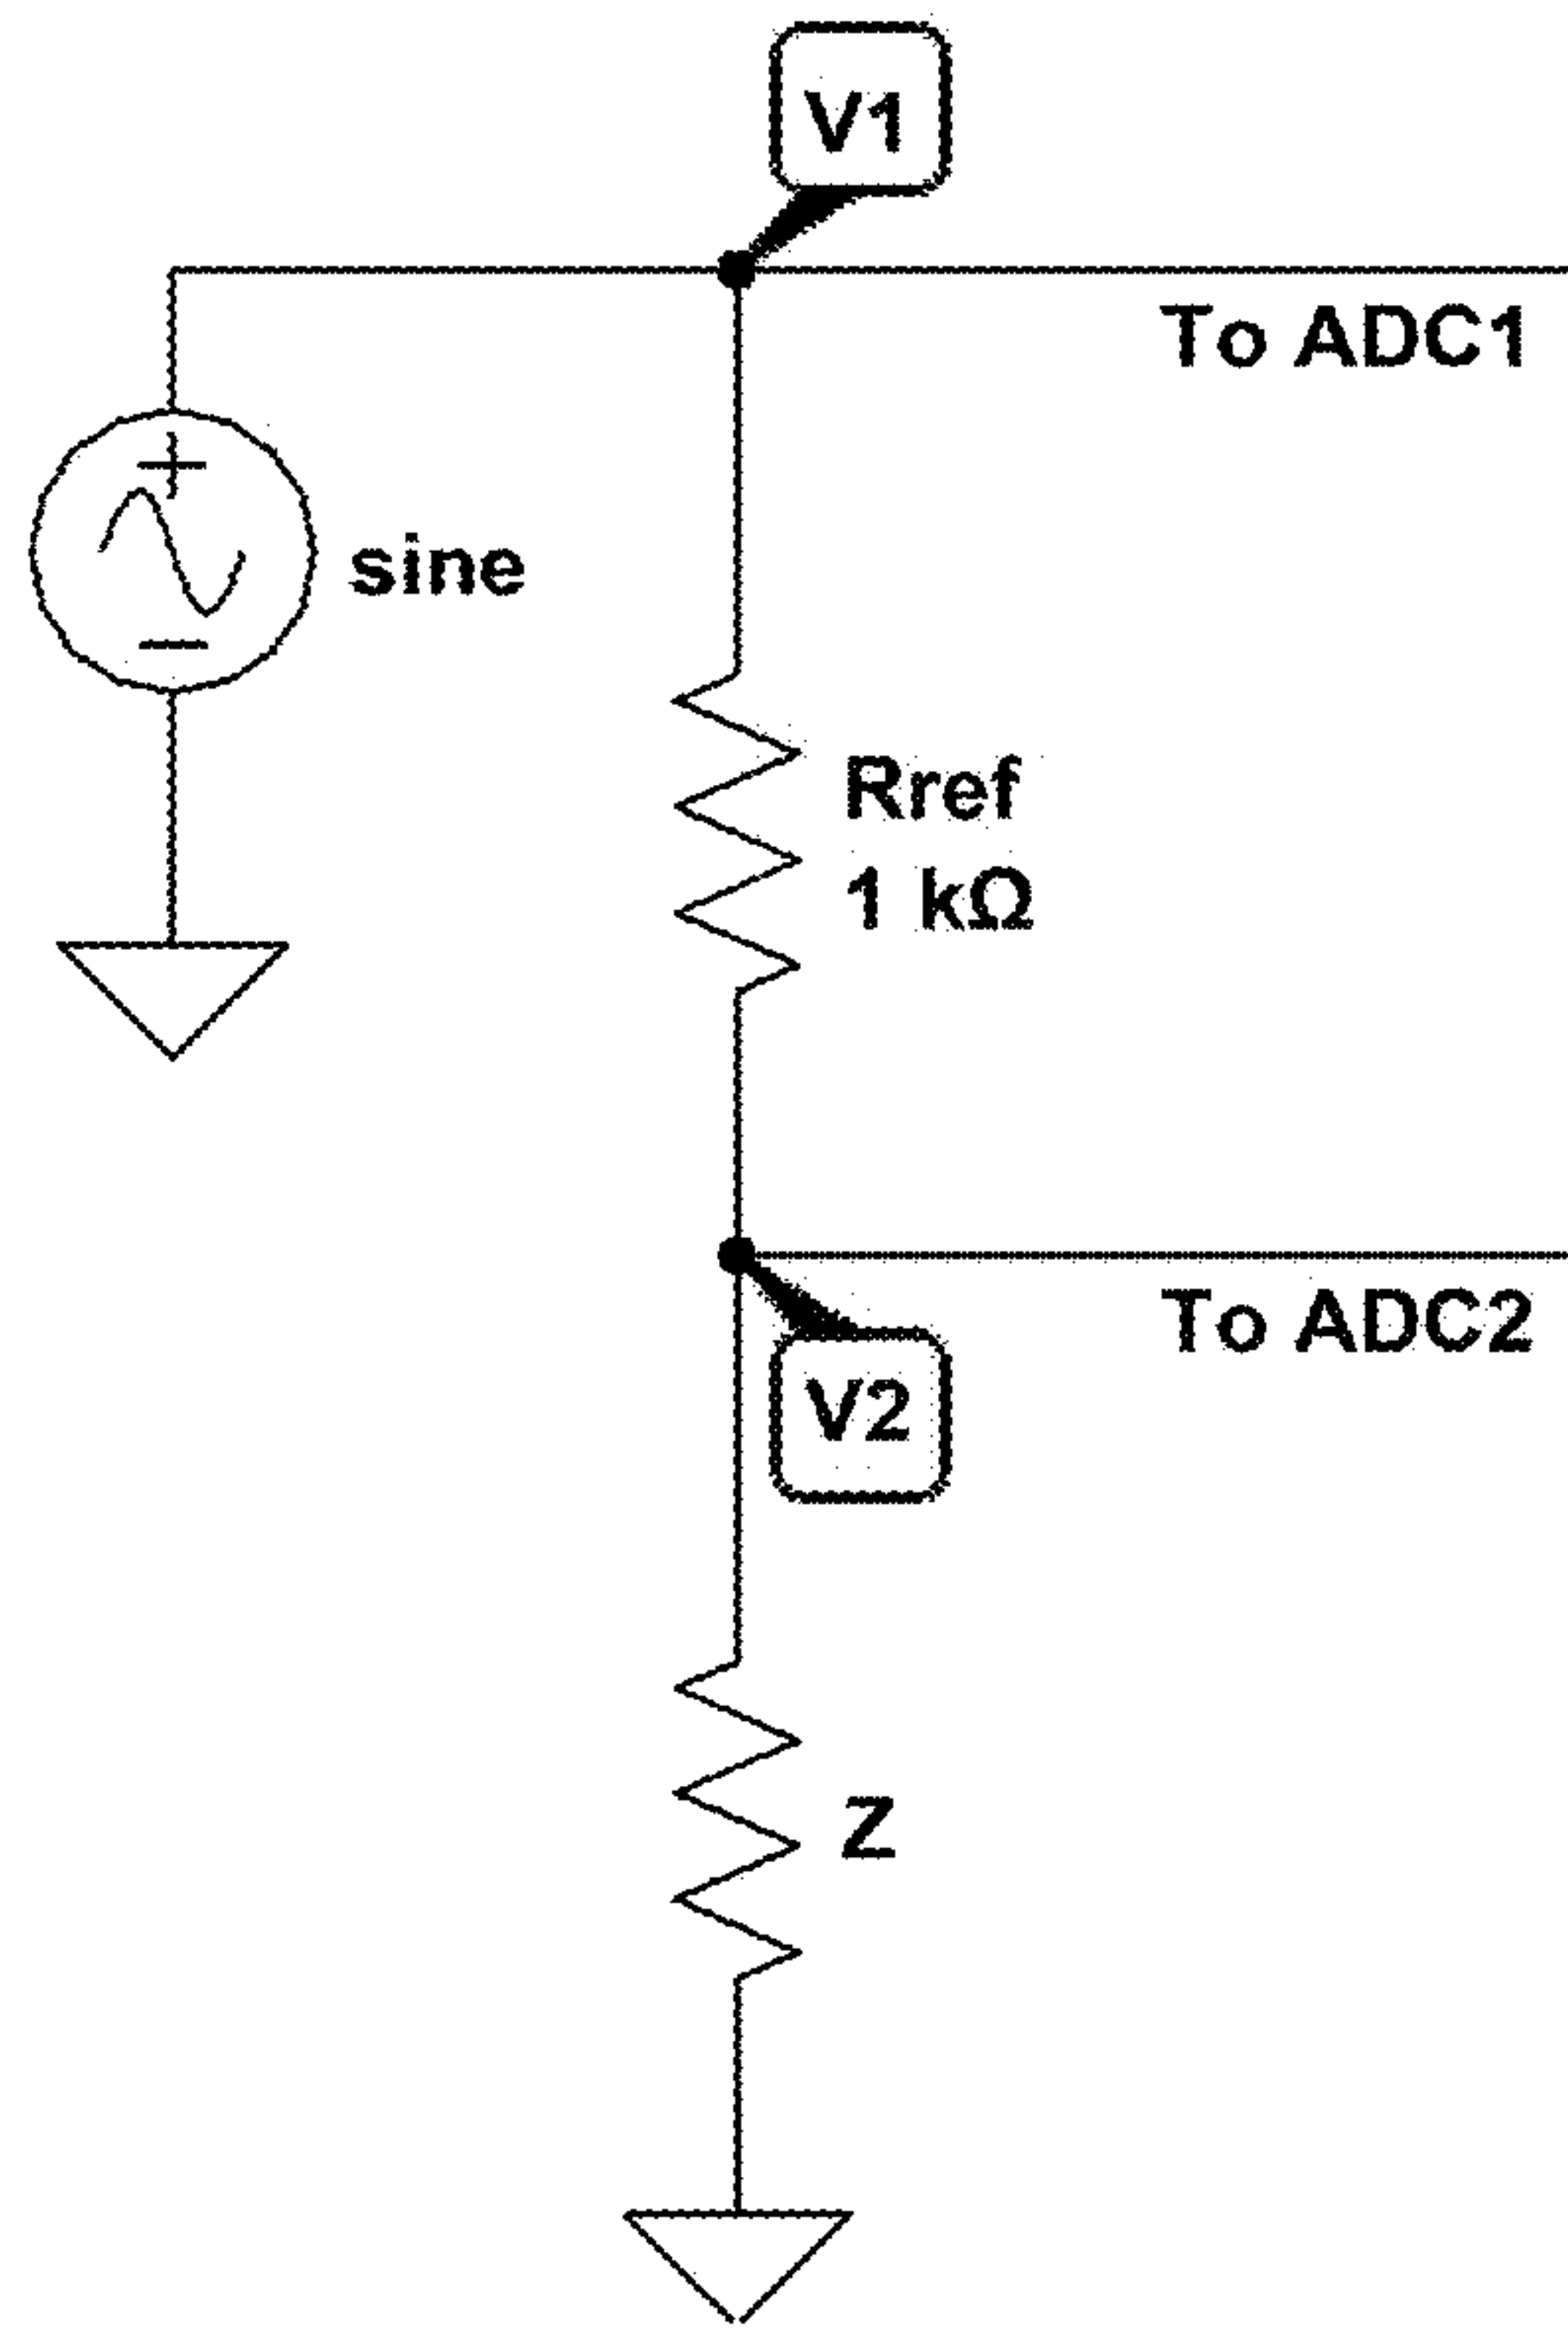 V1
To ADC1
+
sine
−
Rref
1 kΩ
To ADC2
V2
Z